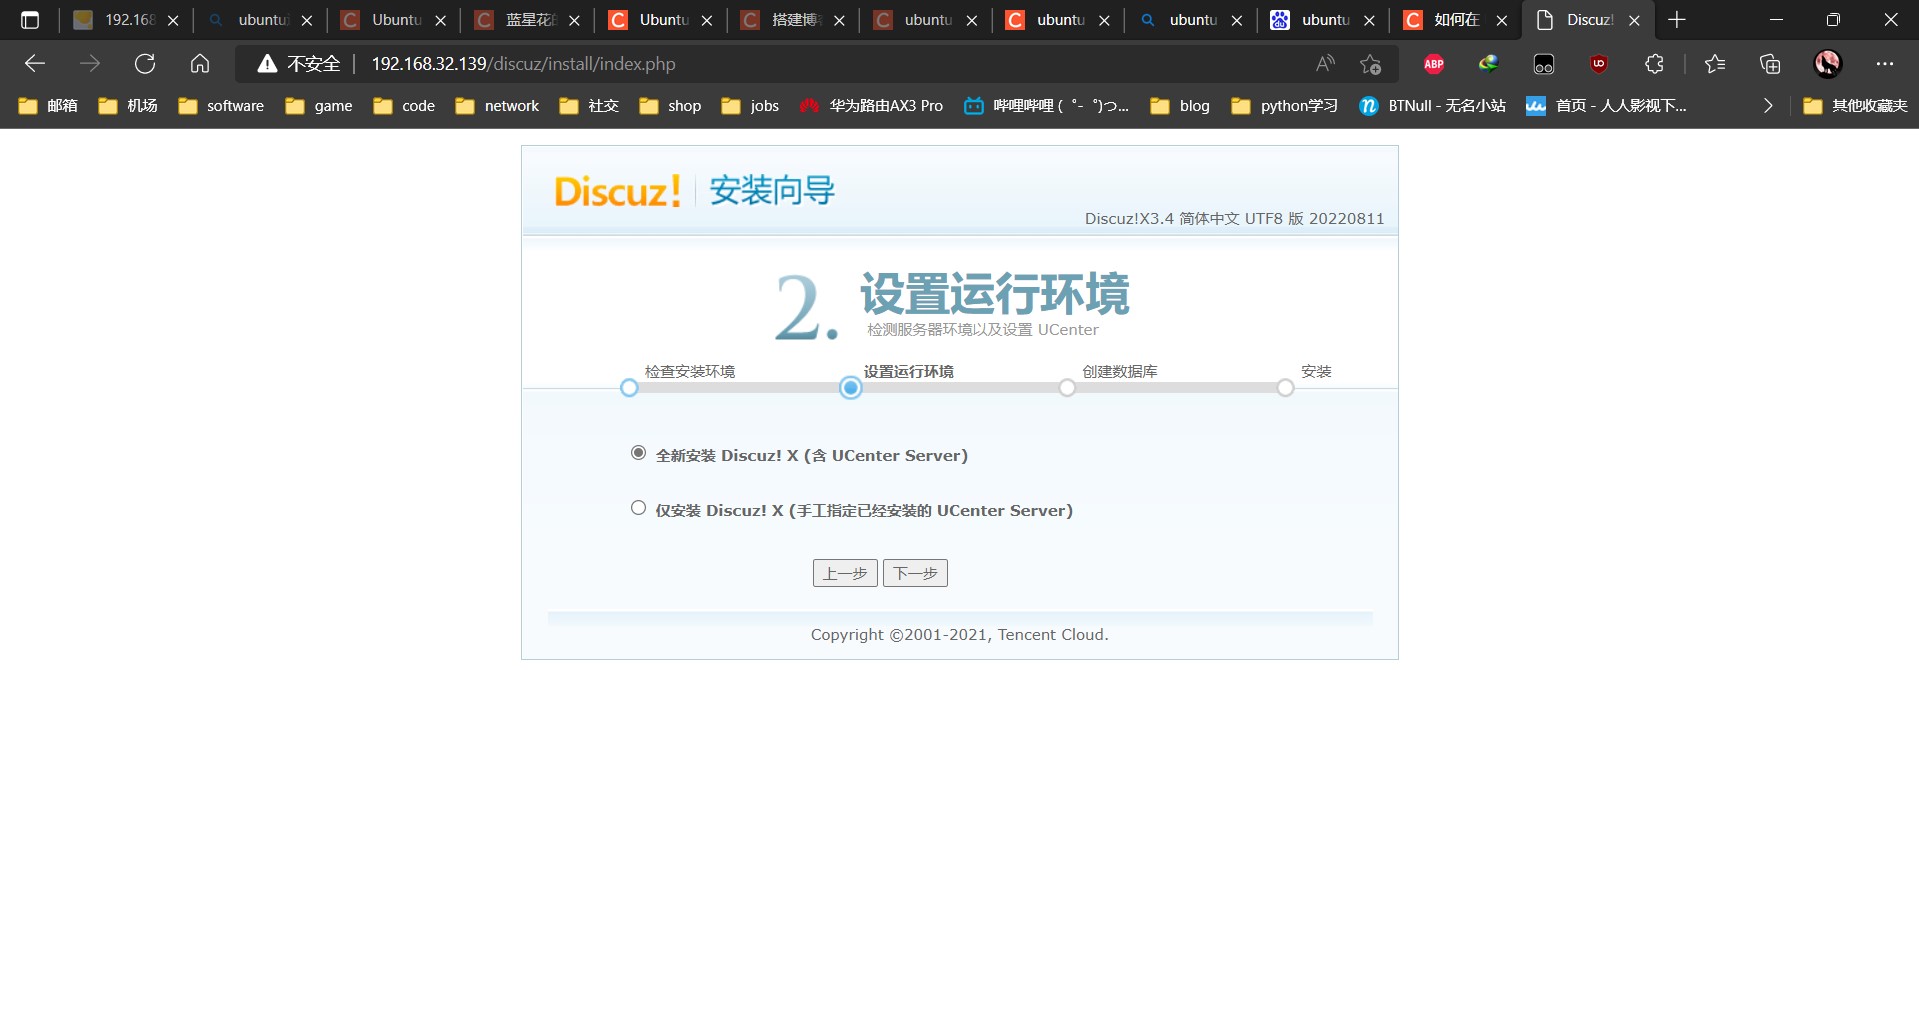 192.168
ubuntu
Ubuntu
蓝星花
Ubuntu
搭建博
ubuntu
ubuntu
ubuntu
ubuntu
如何在
Discuz!
不安全
192.168.32.139/discuz/install/index.php
邮箱
机场
software
game
code
network
社交
shop
jobs
华为路由AX3 Pro
哔哩哔哩 ( ゜- ゜)つ...
blog
python学习
BTNull - 无名小站
首页 - 人人影视下...
其他收藏夹
Discuz! 安装向导
Discuz!X3.4 简体中文 UTF8 版 20220811
2. 设置运行环境
检测服务器环境以及设置 UCenter
检查安装环境
设置运行环境
创建数据库
安装
全新安装 Discuz! X (含 UCenter Server)
仅安装 Discuz! X (手工指定已经安装的 UCenter Server)
上一步 下一步
Copyright ©2001-2021, Tencent Cloud.